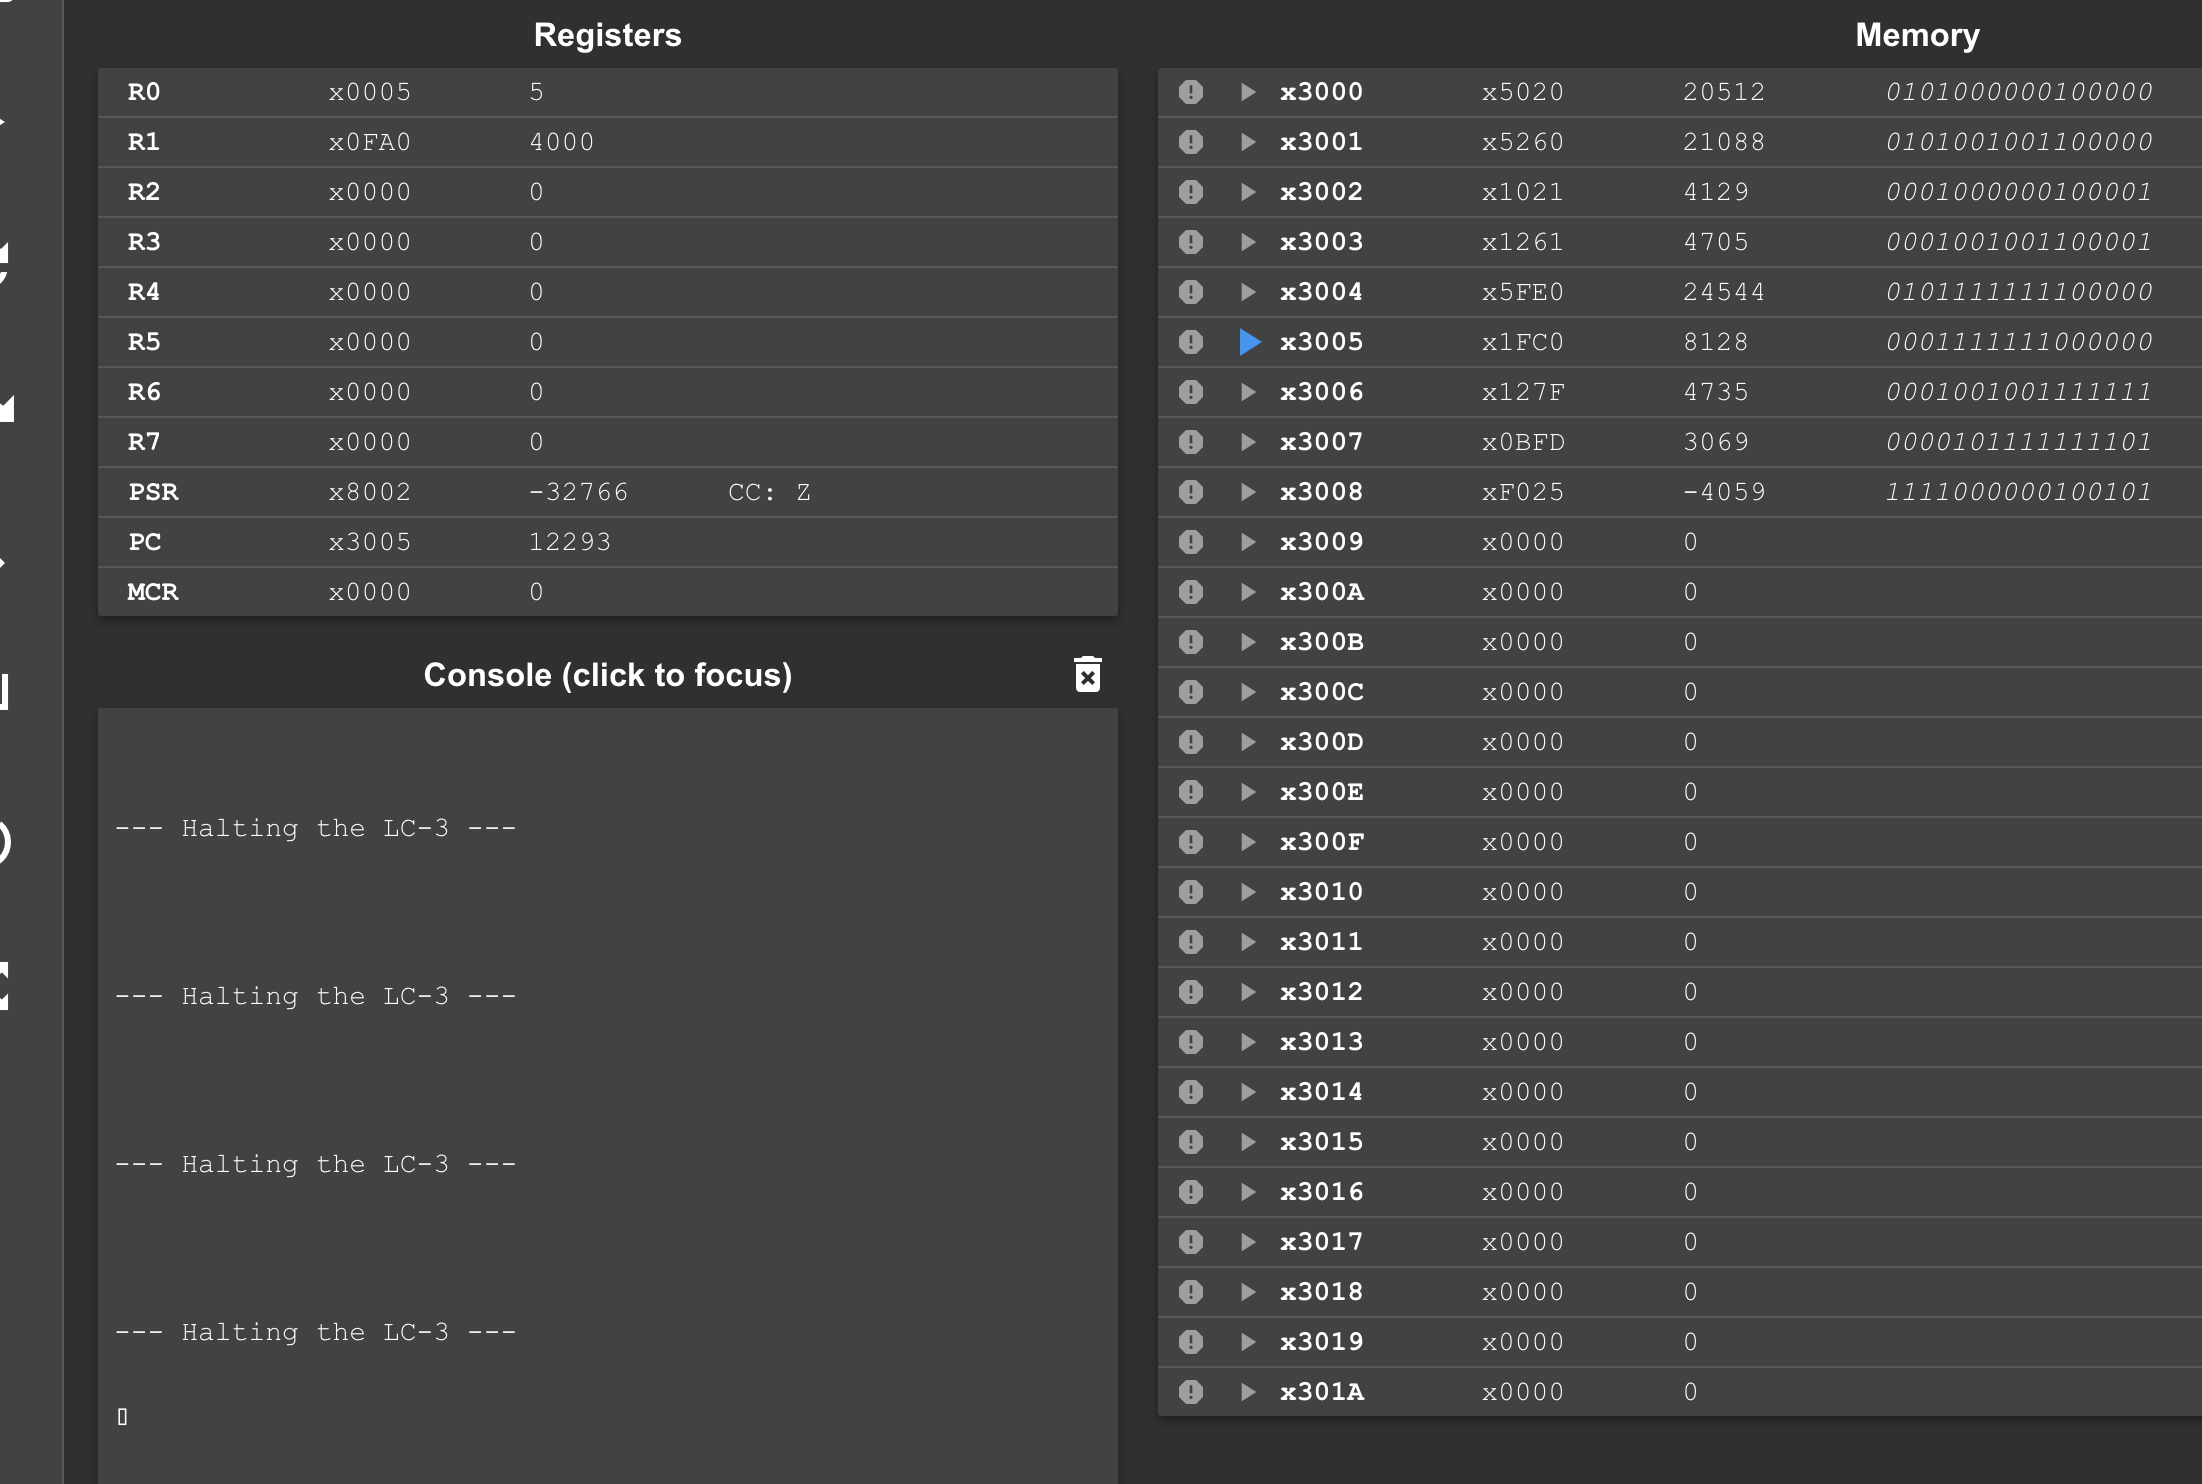 Registers
R0 x0005 5
R1 x0FA0 4000
R2 x0000 0
R3 x0000 0
R4 x0000 0
R5 x0000 0
R6 x0000 0
R7 x0000 0
PSR x8002 -32766 CC: Z
PC x3005 12293
MCR x0000 0
Console (click to focus)
--- Halting the LC-3 ---
--- Halting the LC-3 ---
--- Halting the LC-3 ---
--- Halting the LC-3 ---
Memory
x3000 x5020 20512 0101000000100000
x3001 x5260 21088 0101001001100000
x3002 x1021 4129 0001000000100001
x3003 x1261 4705 0001001001100001
x3004 x5FE0 24544 0101111111100000
x3005 x1FC0 8128 0001111111000000
x3006 x127F 4735 0001001001111111
x3007 x0BFD 3069 0000101111111101
x3008 xF025 -4059 1111000000100101
x3009 x0000 0
x300A x0000 0
x300B x0000 0
x300C x0000 0
x300D x0000 0
x300E x0000 0
x300F x0000 0
x3010 x0000 0
x3011 x0000 0
x3012 x0000 0
x3013 x0000 0
x3014 x0000 0
x3015 x0000 0
x3016 x0000 0
x3017 x0000 0
x3018 x0000 0
x3019 x0000 0
x301A x0000 0